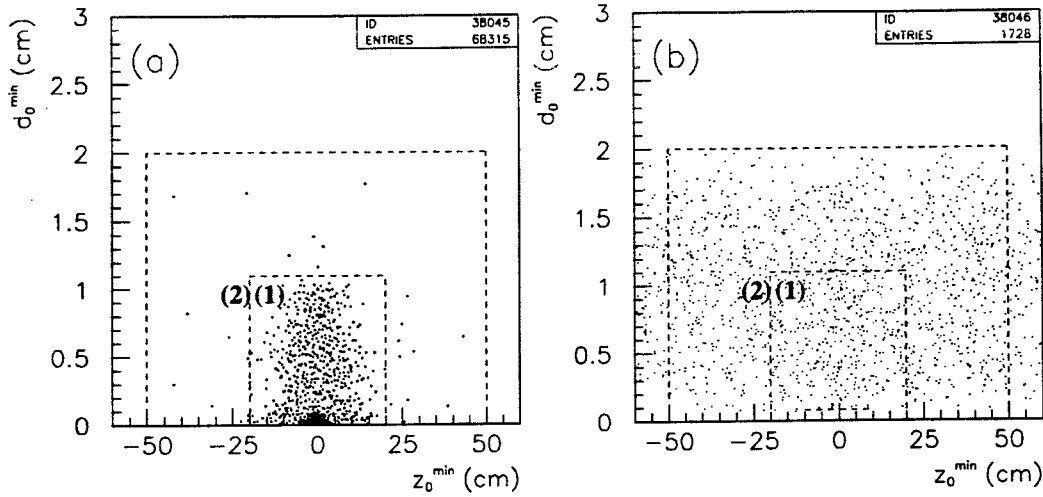 ID 38045
ENTRIES 68315
(a)
d₀ᵐⁱⁿ (cm)
3
2.5
2
1.5
1
0.5
0
(2) (1)
−50 −25 0 25 50
z₀ᵐⁱⁿ (cm)
ID 38046
ENTRIES 1728
(b)
d₀ᵐⁱⁿ (cm)
3
2.5
2
1.5
1
0.5
0
(2) (1)
−50 −25 0 25 50
z₀ᵐⁱⁿ (cm)